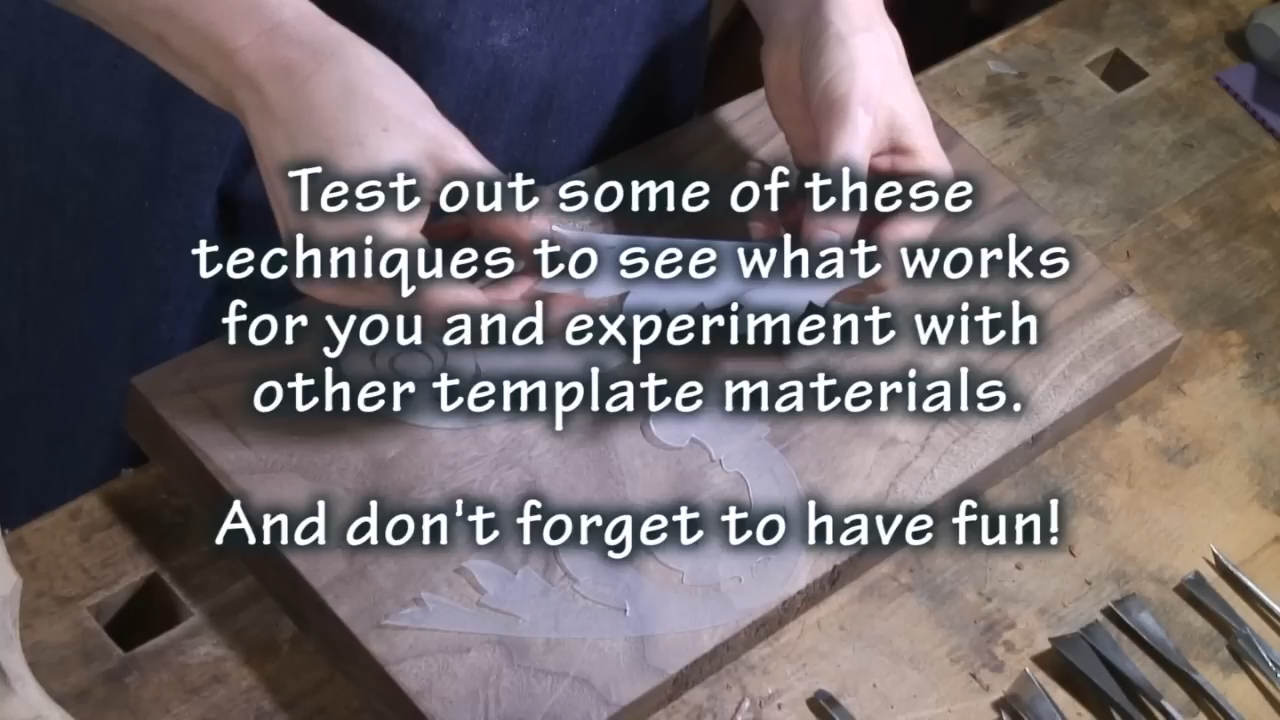 Test out some of these
techniques to see what works
for you and experiment with
other template materials.
And don't forget to have fun!